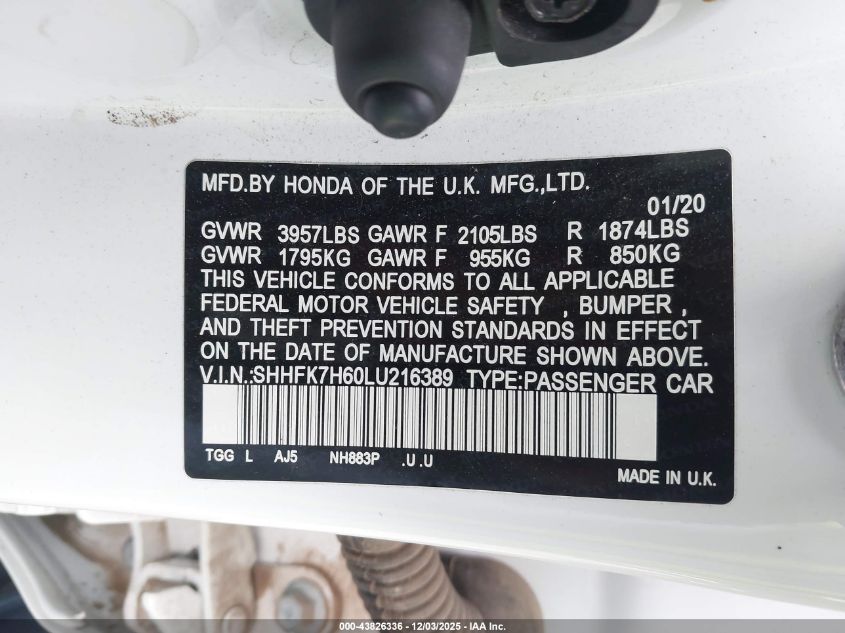 MFD.BY HONDA OF THE U.K. MFG.,LTD.
01/20
GVWR 3957LBS GAWR F 2105LBS R 1874LBS
GVWR 1795KG GAWR F 955KG R 850KG
THIS VEHICLE CONFORMS TO ALL APPLICABLE
FEDERAL MOTOR VEHICLE SAFETY , BUMPER ,
AND THEFT PREVENTION STANDARDS IN EFFECT
ON THE DATE OF MANUFACTURE SHOWN ABOVE.
V.I.N.:SHHFK7H60LU216389 TYPE:PASSENGER CAR
TGG L AJ5 NH883P .U .U
MADE IN U.K.
000-43826336 - 12/03/2025 - IAA Inc.